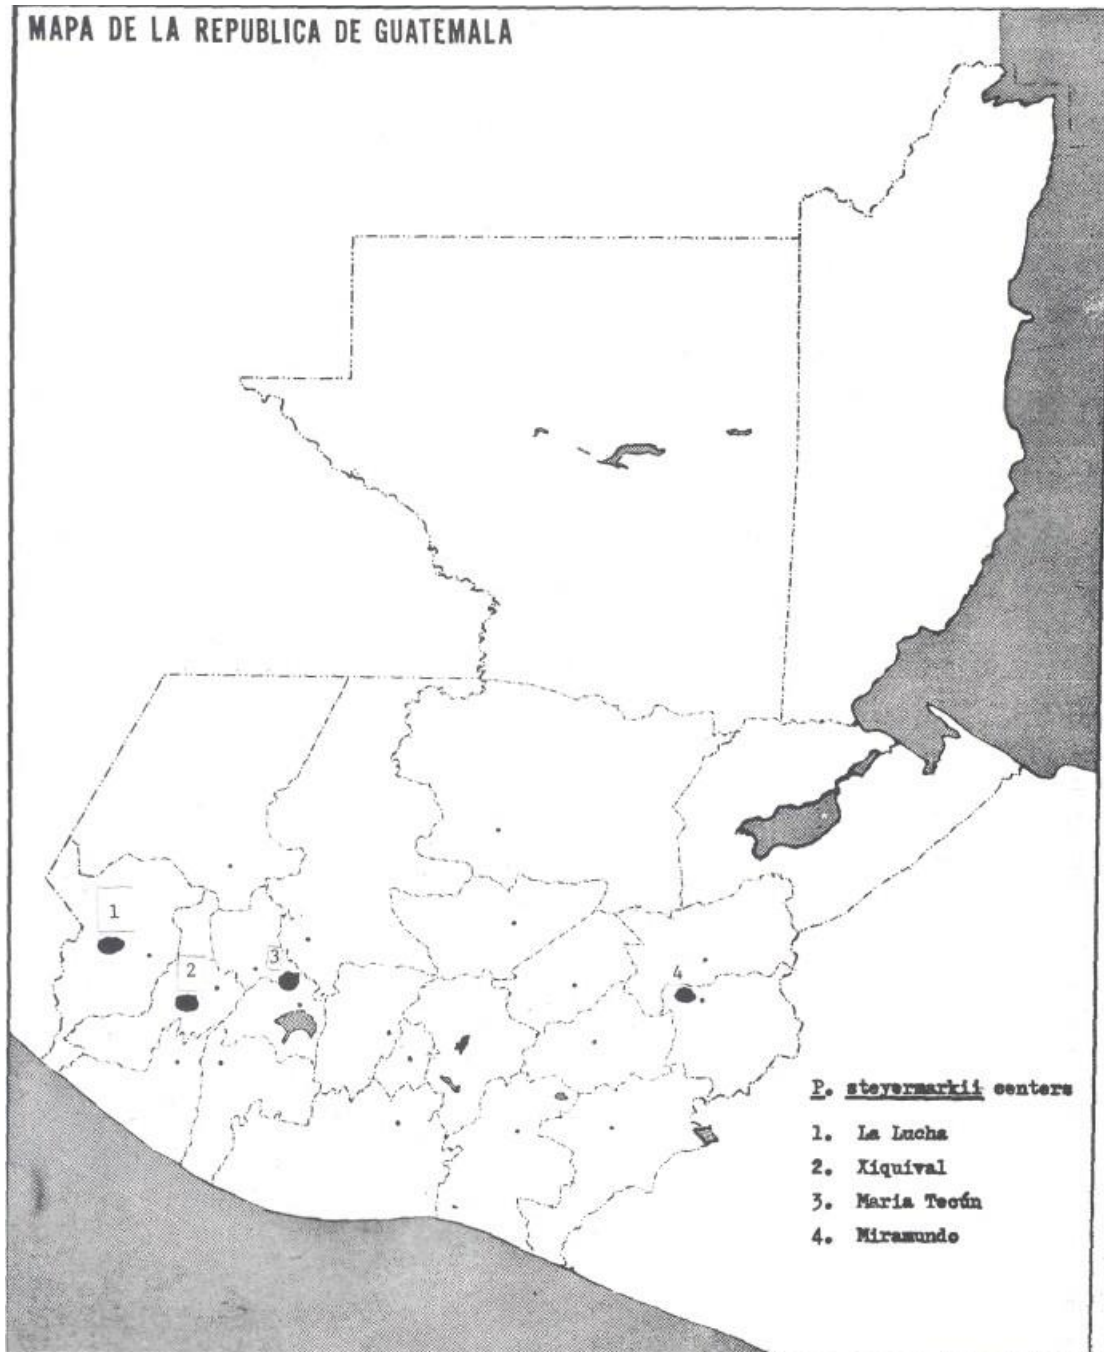 MAPA DE LA REPUBLICA DE GUATEMALA
1
2
3
4
P. steyermarkii centers
1. La Lucha
2. Xiquival
3. Maria Tecún
4. Miramundo